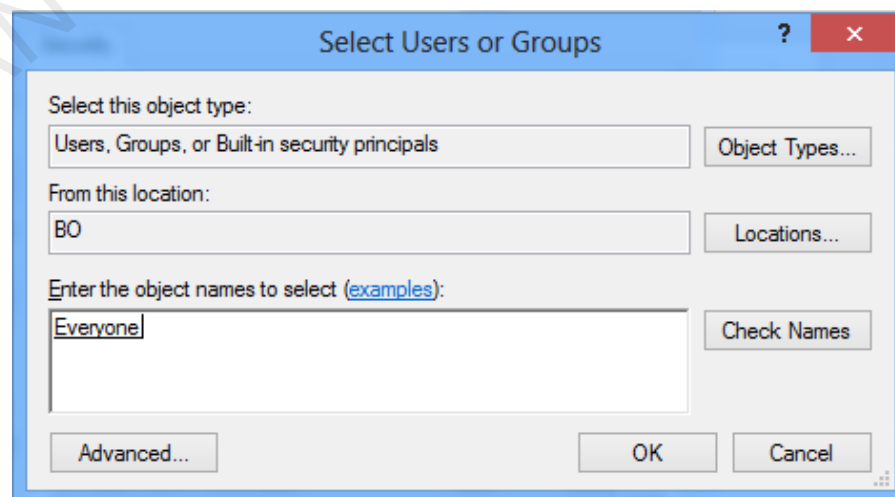 Select Users or Groups
?
Select this object type:
Users, Groups, or Built-in security principals
Object Types...
From this location:
BO
Locations...
Enter the object names to select (examples):
Everyone
Check Names
Advanced...
OK
Cancel